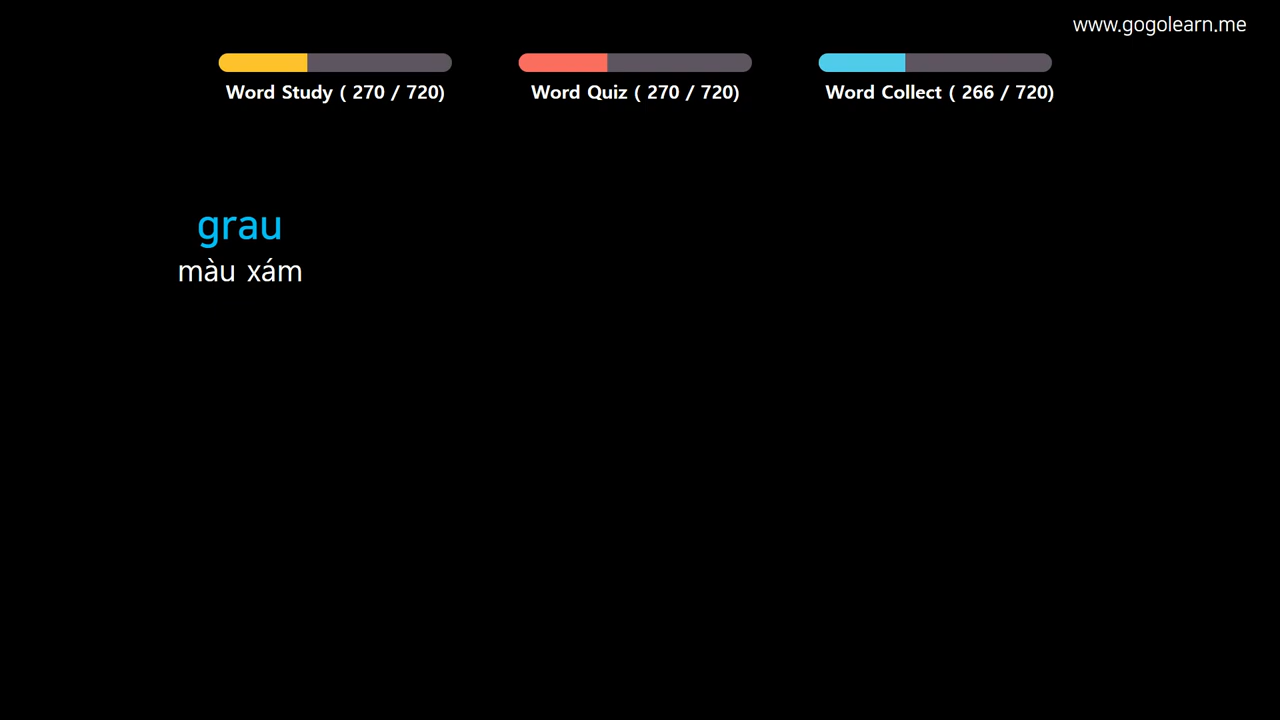 www.gogolearn.me
Word Study ( 270 / 720)
Word Quiz ( 270 / 720)
Word Collect ( 266 / 720)
grau
màu xám